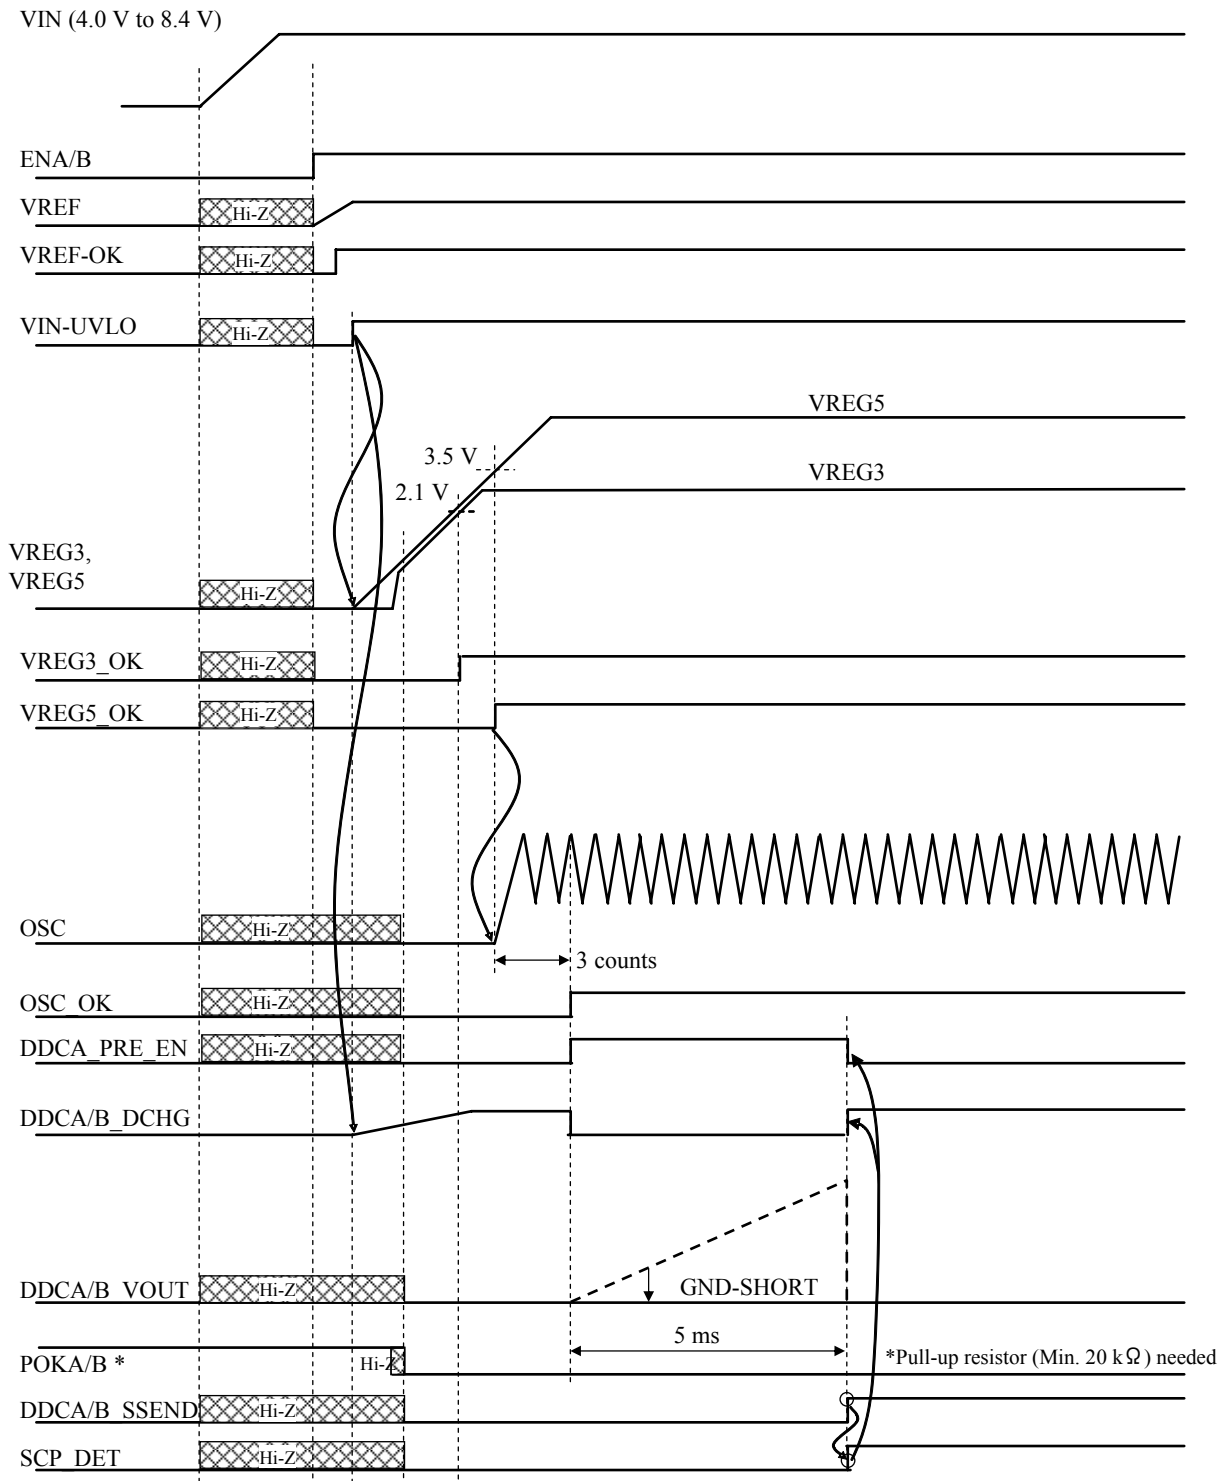 VIN (4.0 V to 8.4 V)
ENA/B
VREF
Hi-Z
VREF-OK
Hi-Z
VIN-UVLO
Hi-Z
VREG5
3.5 V
VREG3
2.1 V
VREG3,
VREG5
Hi-Z
VREG3_OK
Hi-Z
VREG5_OK
Hi-Z
OSC
Hi-Z
3 counts
OSC_OK
Hi-Z
DDCA_PRE_EN
Hi-Z
DDCA/B_DCHG
DDCA/B_VOUT
Hi-Z
GND-SHORT
5 ms
POKA/B *
Hi-Z
*Pull-up resistor (Min. 20 kΩ) needed
DDCA/B_SSEND
Hi-Z
SCP_DET
Hi-Z